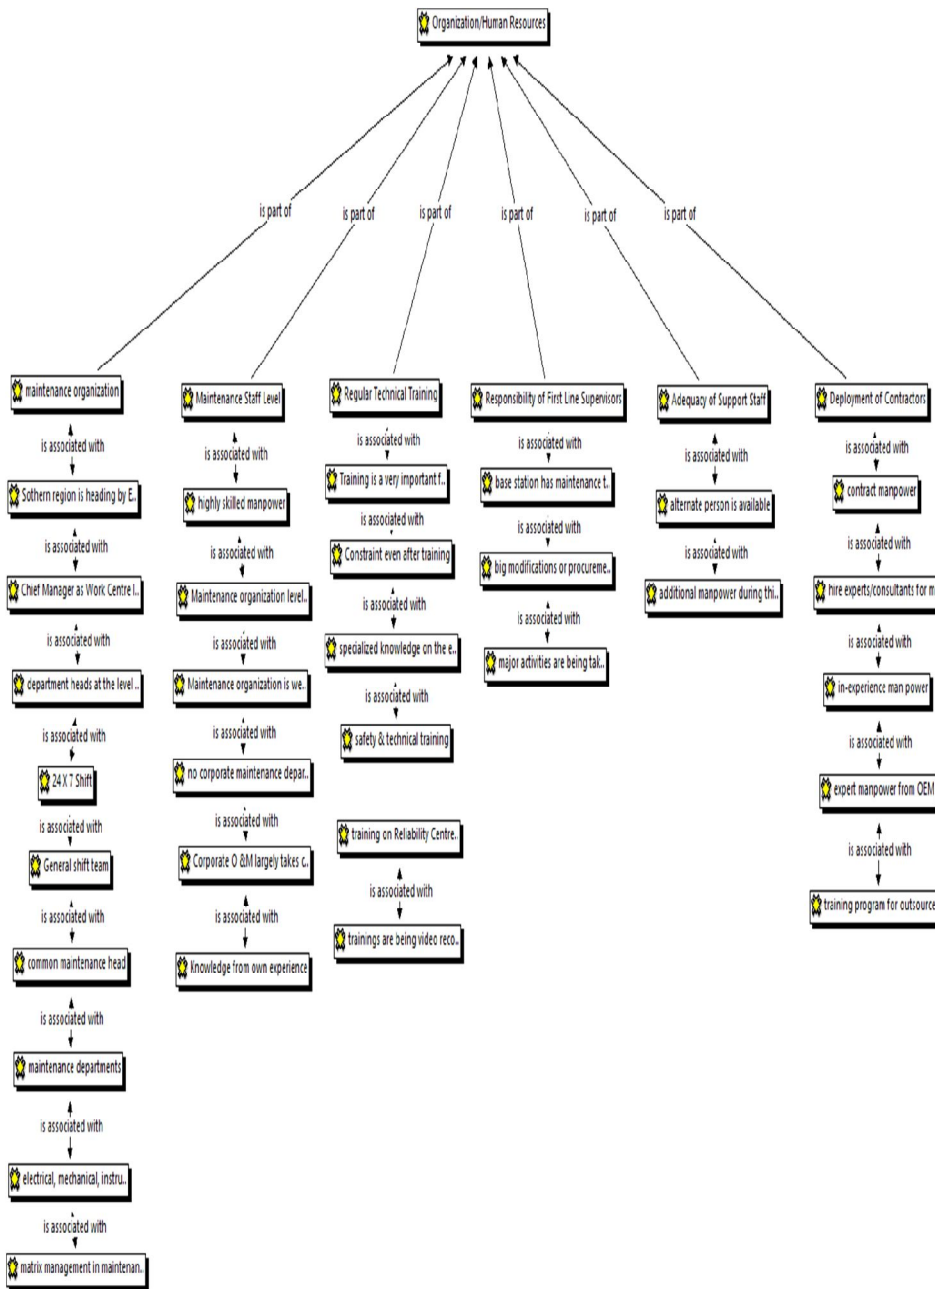 Organization/Human Resources
is part of
is part of
is part of
is part of
is part of
is part of
maintenance organization
is associated with
Sothern region is heading by E..
is associated with
Chief Manager as Work Centre I..
is associated with
department heads at the level ..
is associated with
24 X 7 Shift
is associated with
General shift team
is associated with
common maintenance head
is associated with
maintenance departments
is associated with
electrical, mechanical, instru..
is associated with
matrix management in maintenan..
Maintenance Staff Level
is associated with
highly skilled manpower
is associated with
Maintenance organization level..
is associated with
Maintenance organization is we..
is associated with
no corporate maintenance depar..
is associated with
Corporate O &M largely takes c..
is associated with
Knowledge from own experience
Regular Technical Training
is associated with
Training is a very important f..
is associated with
Constraint even after training
is associated with
specialized knowledge on the e..
is associated with
safety & technical training
training on Reliability Centre..
is associated with
trainings are being video reco..
Responsibility of First Line Supervisors
is associated with
base station has maintenance t..
is associated with
big modifications or procureme..
is associated with
major activities are being tak..
Adequacy of Support Staff
is associated with
alternate person is available
is associated with
additional manpower during thi..
Deployment of Contractors
is associated with
contract manpower
is associated with
hire experts/consultants for m
is associated with
in-experience man power
is associated with
expert manpower from OEM
is associated with
training program for outsource